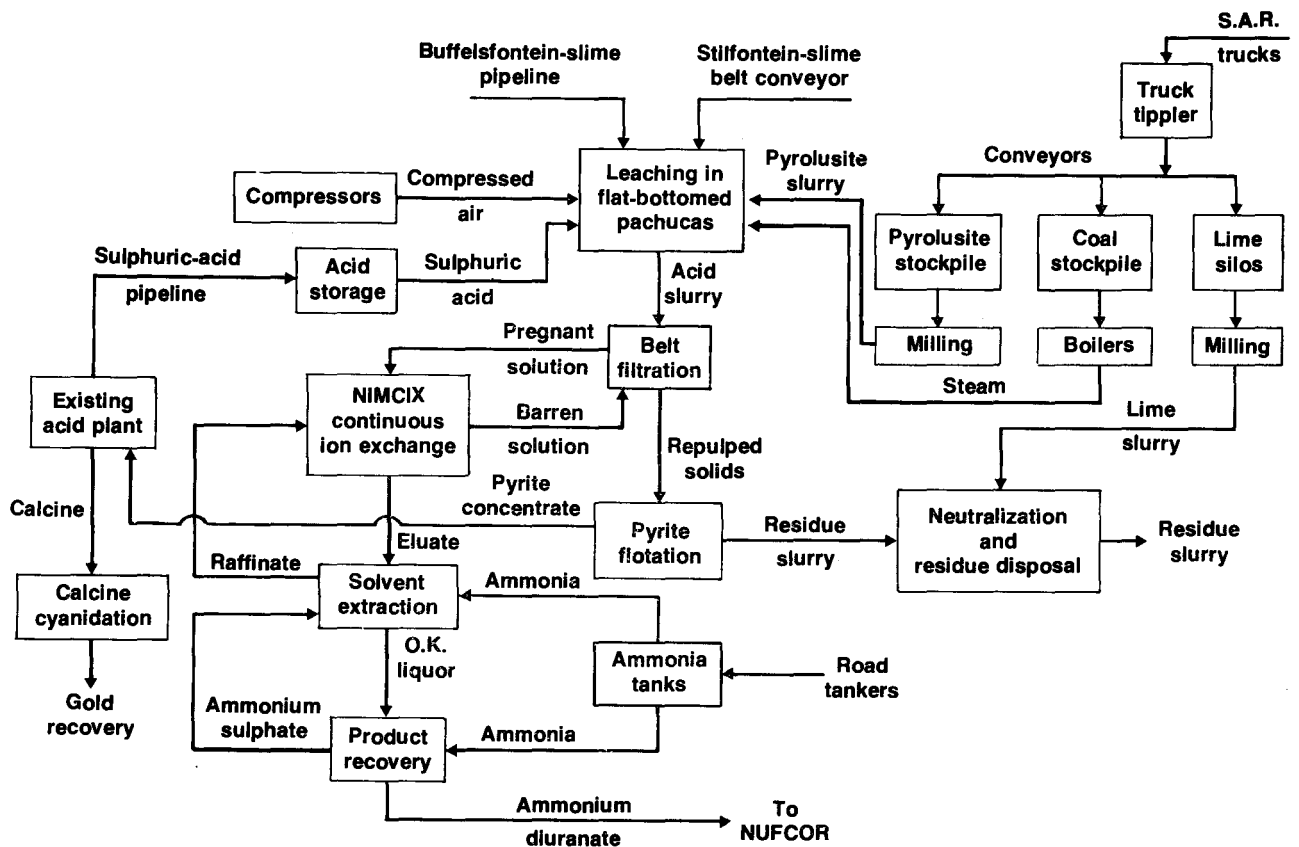 S.A.R.
trucks
Buffelsfontein-slime
pipeline
Stilfontein-slime
belt conveyor
Truck
tippler
Conveyors
Compressors
Compressed
air
Leaching in
flat-bottomed
pachucas
Pyrolusite
slurry
Pyrolusite
stockpile
Coal
stockpile
Lime
silos
Sulphuric-acid
pipeline
Acid
storage
Sulphuric
acid
Acid
slurry
Milling
Boilers
Milling
Pregnant
solution
Belt
filtration
Steam
Existing
acid plant
NIMCIX
continuous
ion exchange
Barren
solution
Lime
slurry
Repulped
solids
Calcine
Pyrite
concentrate
Pyrite
flotation
Residue
slurry
Neutralization
and
residue disposal
Residue
slurry
Eluate
Raffinate
Calcine
cyanidation
Solvent
extraction
Ammonia
O.K.
liquor
Ammonia
tanks
Road
tankers
Gold
recovery
Ammonium
sulphate
Product
recovery
Ammonia
Ammonium
diuranate
To
NUFCOR